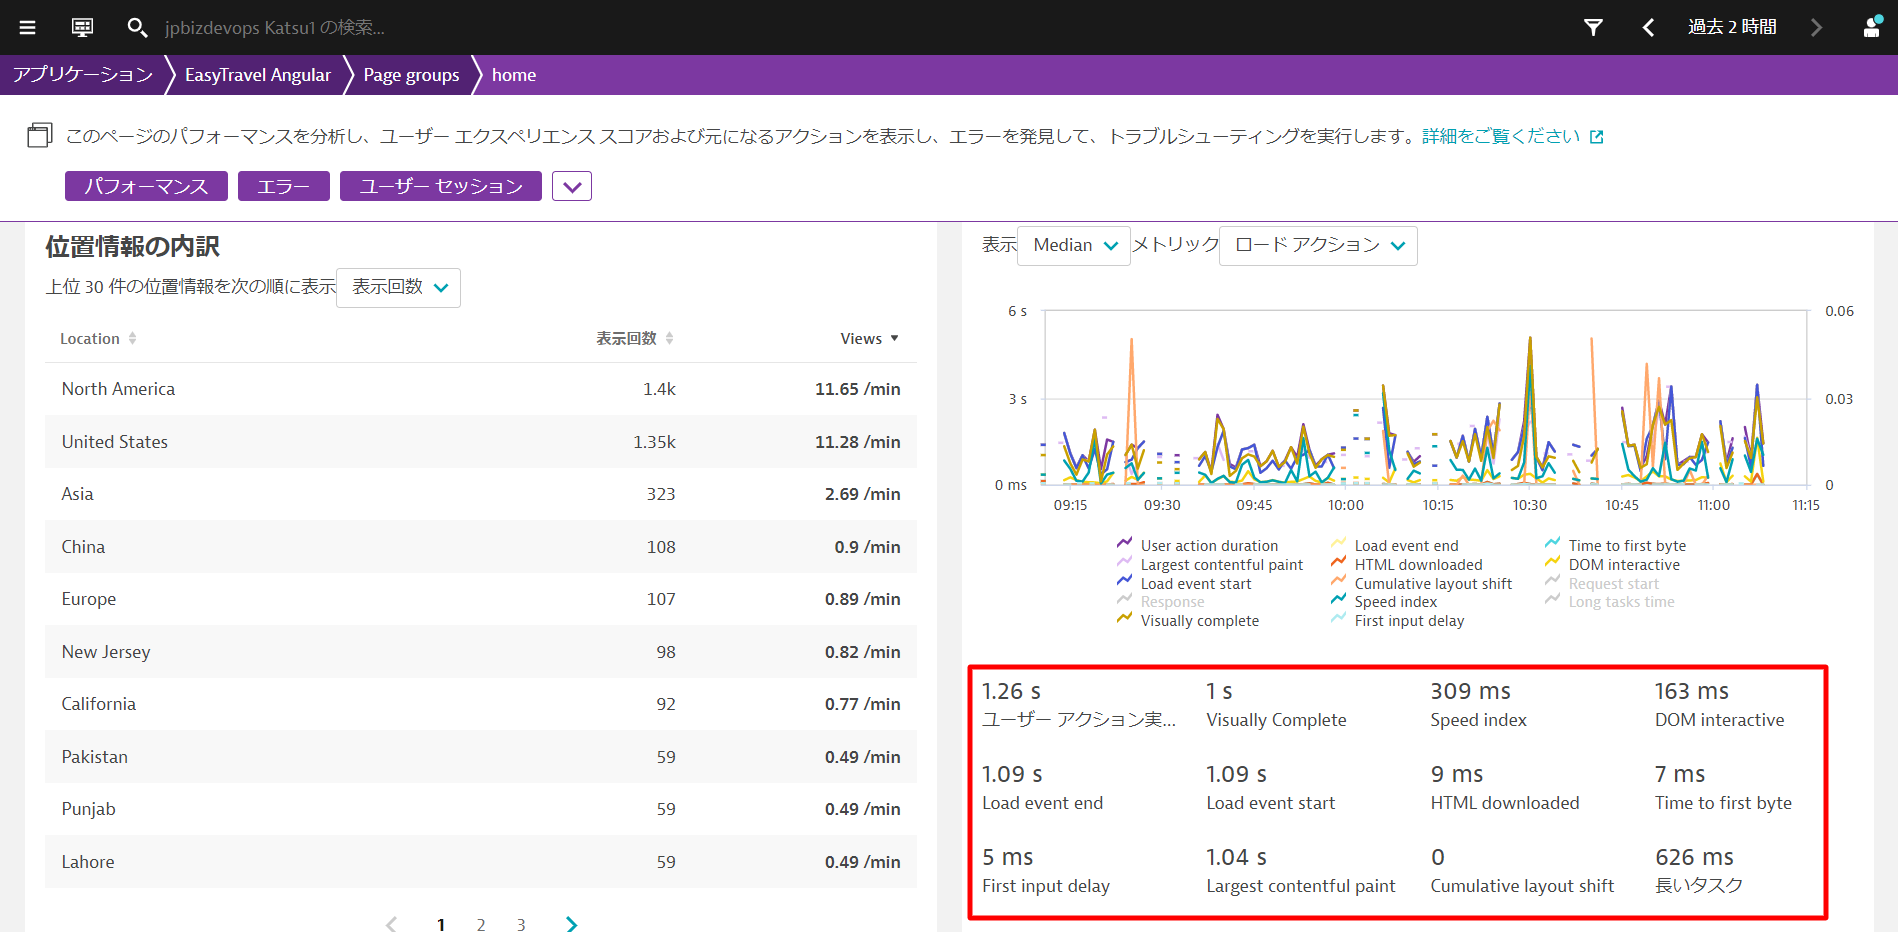 jpbizdevops Katsu1 の検索...
過去 2 時間
アプリケーション
EasyTravel Angular
Page groups
home
このページのパフォーマンスを分析し、ユーザー エクスペリエンス スコアおよび元になるアクションを表示し、エラーを発見して、トラブルシューティングを実行します。詳細をご覧ください
パフォーマンス
エラー
ユーザー セッション
位置情報の内訳
上位 30 件の位置情報を次の順に表示 表示回数
Location 表示回数 Views
North America 1.4k 11.65 /min
United States 1.35k 11.28 /min
Asia 323 2.69 /min
China 108 0.9 /min
Europe 107 0.89 /min
New Jersey 98 0.82 /min
California 92 0.77 /min
Pakistan 59 0.49 /min
Punjab 59 0.49 /min
Lahore 59 0.49 /min
1 2 3
表示 Median メトリック ロード アクション
6 s 0.06
3 s 0.03
0 ms 0
09:15 09:30 09:45 10:00 10:15 10:30 10:45 11:00 11:15
User action duration Load event end Time to first byte
Largest contentful paint HTML downloaded DOM interactive
Load event start Cumulative layout shift Request start
Response Speed index Long tasks time
Visually complete First input delay
1.26 s 1 s 309 ms 163 ms
ユーザー アクション実... Visually Complete Speed index DOM interactive
1.09 s 1.09 s 9 ms 7 ms
Load event end Load event start HTML downloaded Time to first byte
5 ms 1.04 s 0 626 ms
First input delay Largest contentful paint Cumulative layout shift 長いタスク